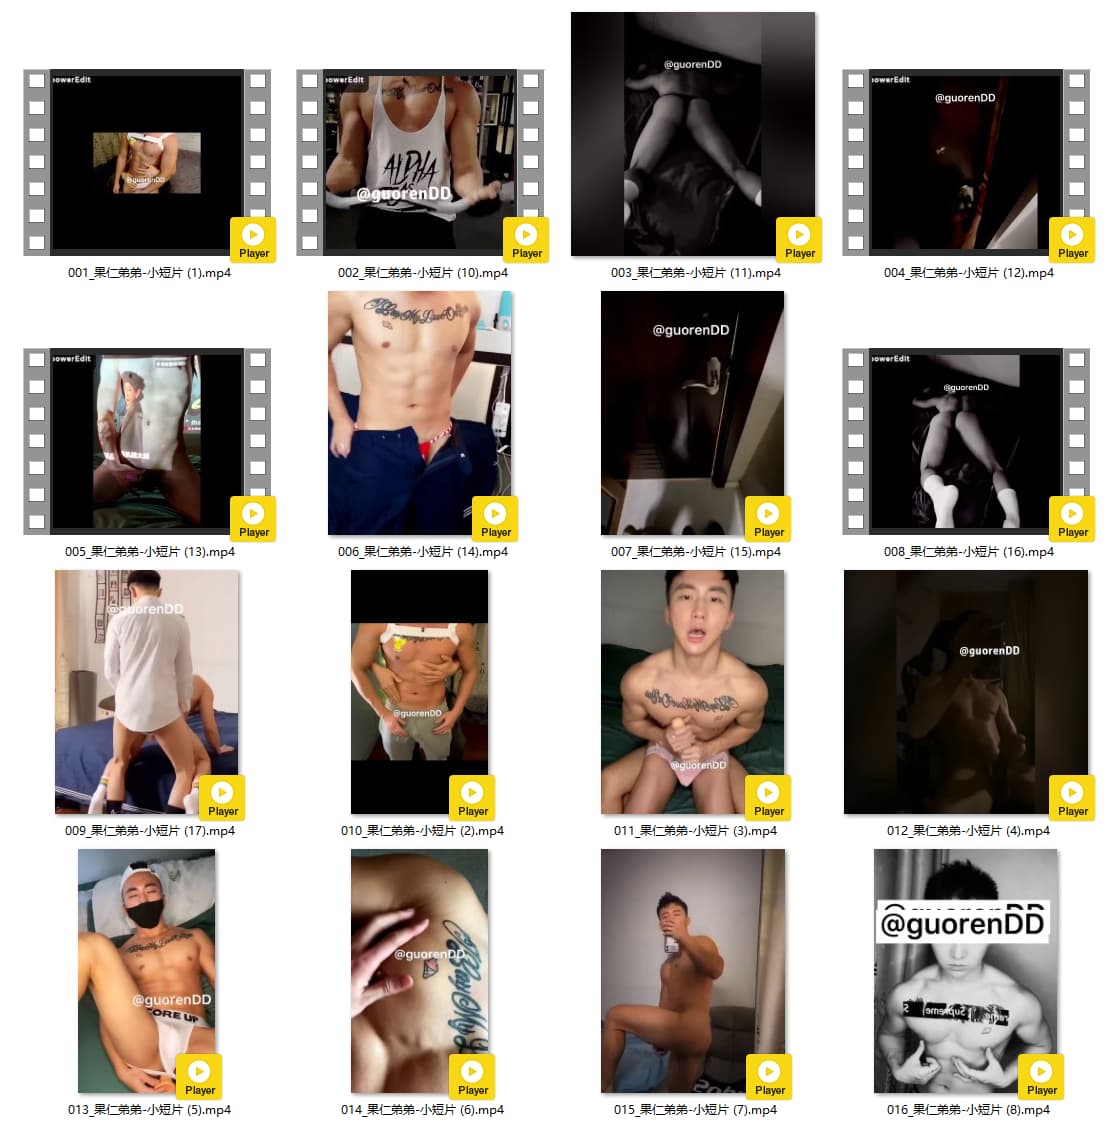 powerEdit
@guorenDD
Player
001_果仁弟弟-小短片 (1).mp4
powerEdit
ALPHA
@guorenDD
Player
002_果仁弟弟-小短片 (10).mp4
@guorenDD
Player
003_果仁弟弟-小短片 (11).mp4
powerEdit
@guorenDD
Player
004_果仁弟弟-小短片 (12).mp4
powerEdit
Player
005_果仁弟弟-小短片 (13).mp4
Player
006_果仁弟弟-小短片 (14).mp4
@guorenDD
Player
007_果仁弟弟-小短片 (15).mp4
powerEdit
@guorenDD
Player
008_果仁弟弟-小短片 (16).mp4
@guorenDD
Player
009_果仁弟弟-小短片 (17).mp4
@guorenDD
Player
010_果仁弟弟-小短片 (2).mp4
@guorenDD
Player
011_果仁弟弟-小短片 (3).mp4
@guorenDD
Player
012_果仁弟弟-小短片 (4).mp4
@guorenDD
CORE UP
Player
013_果仁弟弟-小短片 (5).mp4
@guorenDD
Player
014_果仁弟弟-小短片 (6).mp4
Player
015_果仁弟弟-小短片 (7).mp4
@guorenDD
Supreme
Player
016_果仁弟弟-小短片 (8).mp4